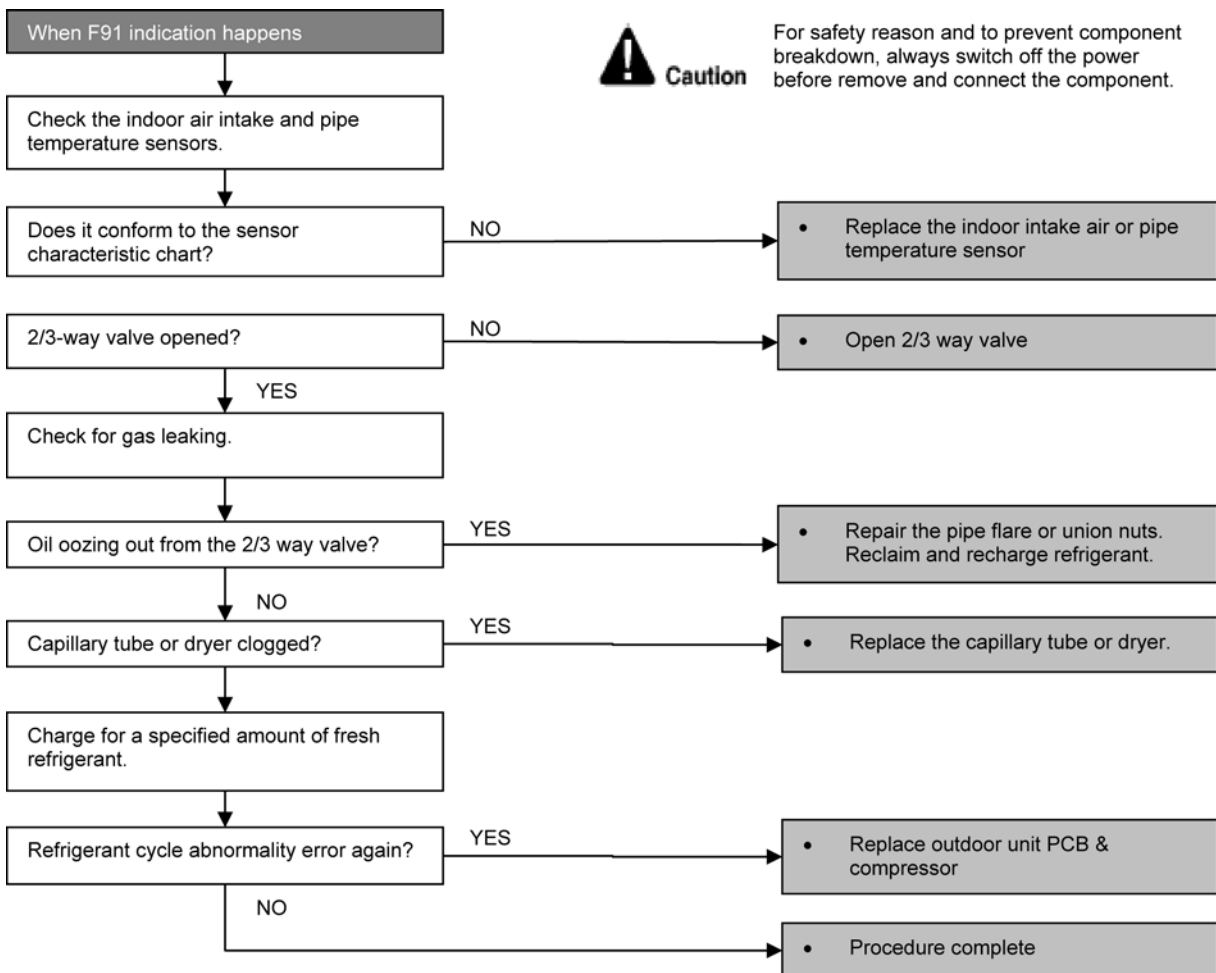 When F91 indication happens
Caution
For safety reason and to prevent component
breakdown, always switch off the power
before remove and connect the component.
Check the indoor air intake and pipe
temperature sensors.
Does it conform to the sensor
characteristic chart?
NO
• Replace the indoor intake air or pipe
temperature sensor
2/3-way valve opened?
NO
• Open 2/3 way valve
YES
Check for gas leaking.
Oil oozing out from the 2/3 way valve?
YES
• Repair the pipe flare or union nuts.
Reclaim and recharge refrigerant.
NO
Capillary tube or dryer clogged?
YES
• Replace the capillary tube or dryer.
Charge for a specified amount of fresh
refrigerant.
Refrigerant cycle abnormality error again?
YES
• Replace outdoor unit PCB &
compressor
NO
• Procedure complete